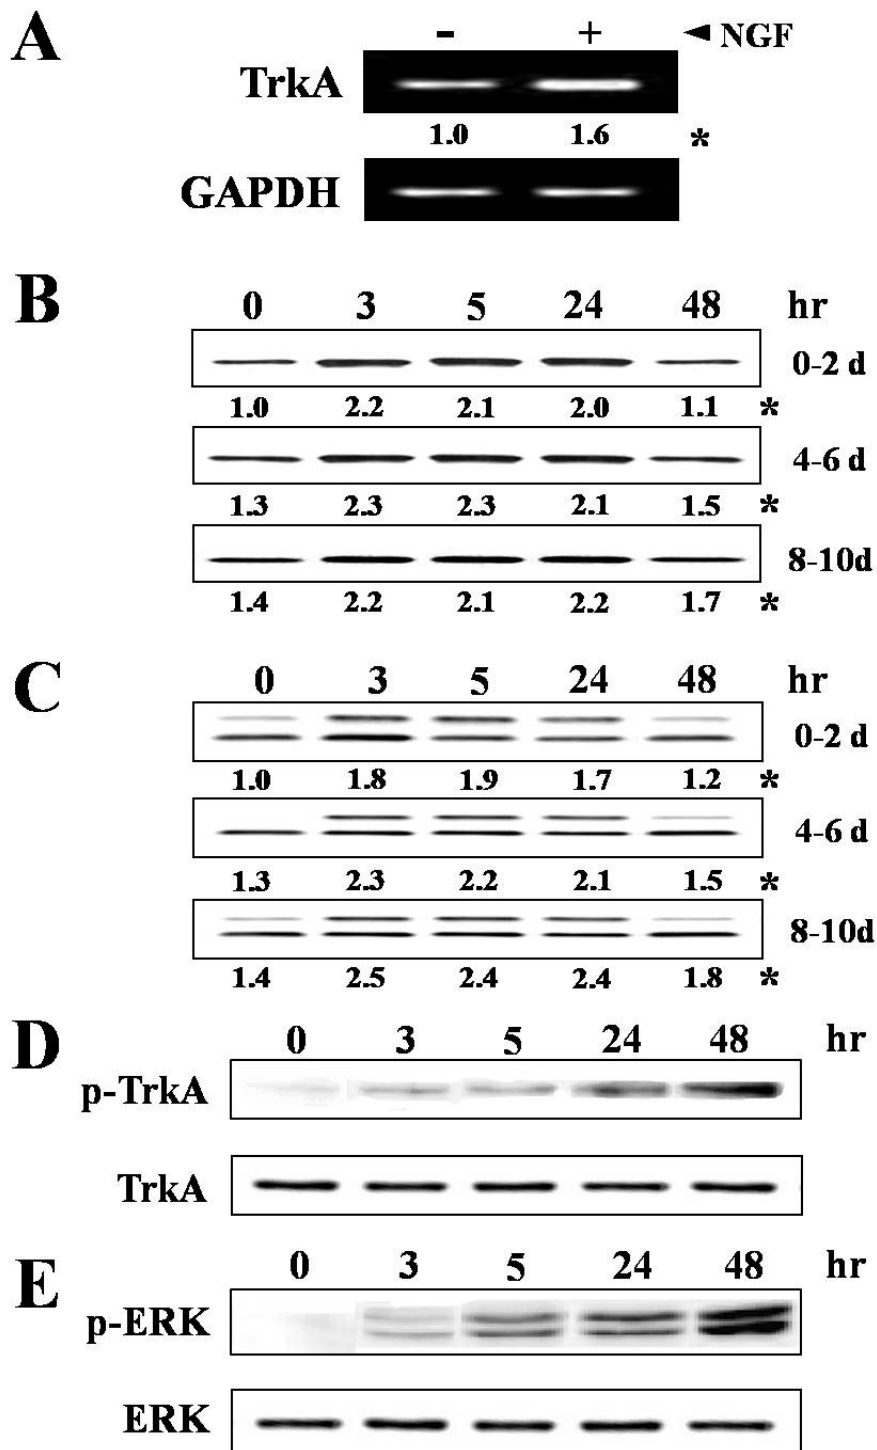 A - + ◄ NGF
TrkA
1.0 1.6 *
GAPDH
B 0 3 5 24 48 hr
0-2 d
1.0 2.2 2.1 2.0 1.1 *
4-6 d
1.3 2.3 2.3 2.1 1.5 *
8-10d
1.4 2.2 2.1 2.2 1.7 *
C 0 3 5 24 48 hr
0-2 d
1.0 1.8 1.9 1.7 1.2 *
4-6 d
1.3 2.3 2.2 2.1 1.5 *
8-10d
1.4 2.5 2.4 2.4 1.8 *
D 0 3 5 24 48 hr
p-TrkA
TrkA
E 0 3 5 24 48 hr
p-ERK
ERK